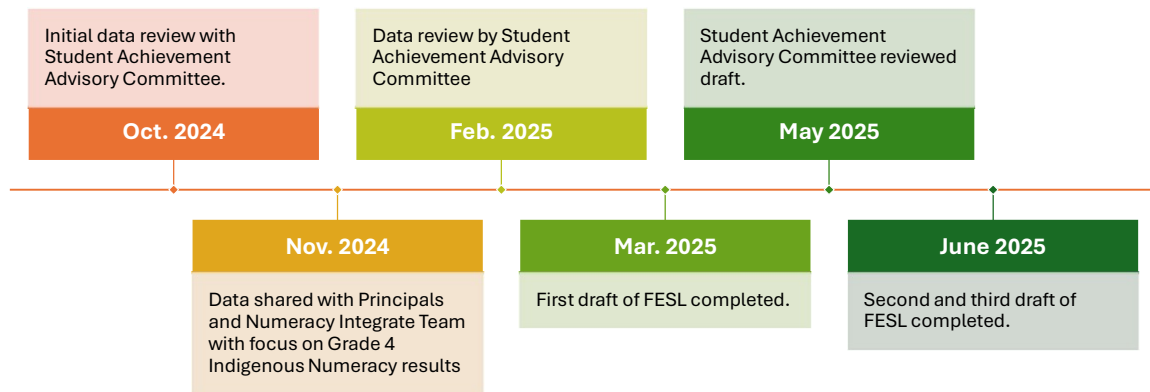 Initial data review with
Student Achievement
Advisory Committee.
Oct. 2024
Nov. 2024
Data shared with Principals
and Numeracy Integrate Team
with focus on Grade 4
Indigenous Numeracy results
Data review by Student
Achievement Advisory
Committee
Feb. 2025
Mar. 2025
First draft of FESL completed.
Student Achievement
Advisory Committee reviewed
draft.
May 2025
June 2025
Second and third draft of
FESL completed.